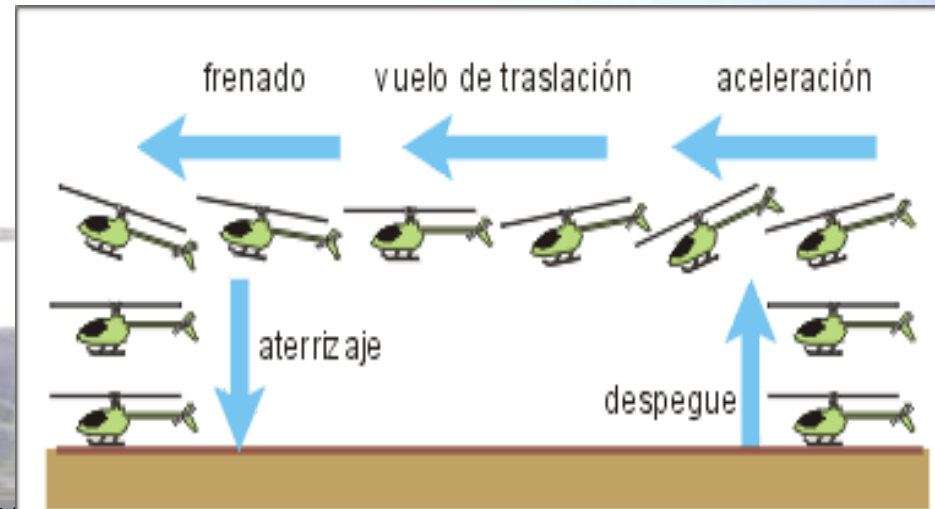 frenado vuelo de traslación aceleración
aterrizaje
despegue